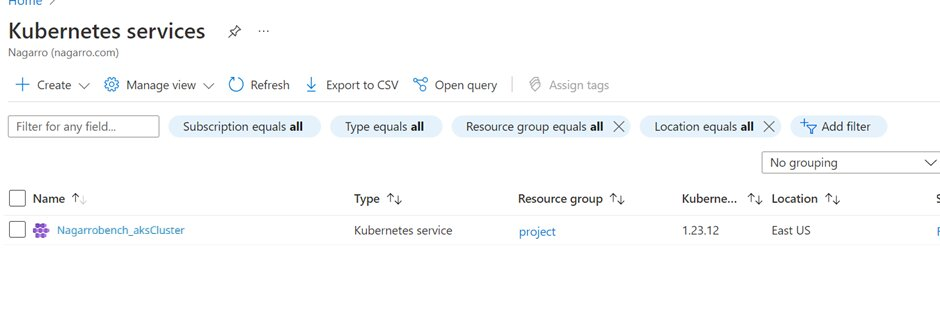 Home
Kubernetes services
Nagarro (nagarro.com)
Create Manage view Refresh Export to CSV Open query Assign tags
Filter for any field... Subscription equals all Type equals all Resource group equals all Location equals all Add filter
No grouping
Name Type Resource group Kuberne... Location
Nagarrobench_aksCluster Kubernetes service project 1.23.12 East US